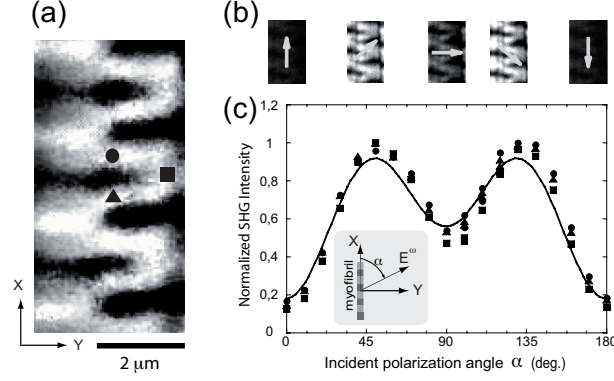 (a)
X
Y
2 μm
(b)
(c)
Normalized SHG Intensity
1,2
1
0,8
0,6
0,4
0,2
0
0
45
90
135
180
Incident polarization angle α (deg.)
X
α
E^ω
Y
myofibril